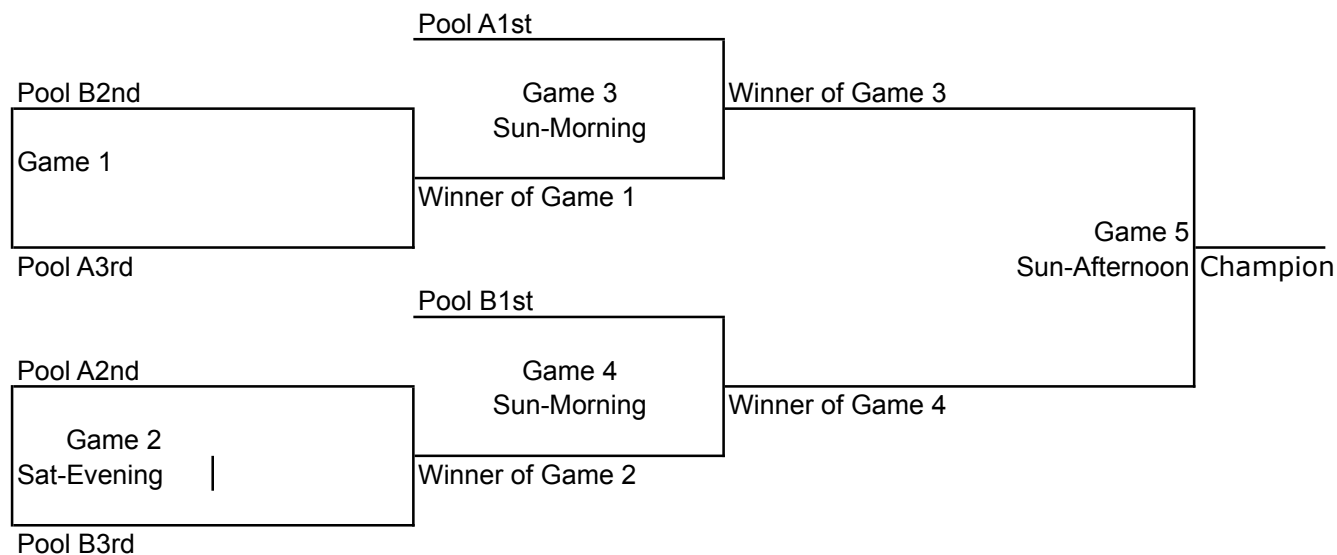 Pool A1st
Pool B2nd
Game 3
Winner of Game 3
Sun-Morning
Game 1
Winner of Game 1
Game 5
Pool A3rd
Sun-Afternoon
Champion
Pool B1st
Pool A2nd
Game 4
Sun-Morning
Winner of Game 4
Game 2
Sat-Evening
Winner of Game 2
Pool B3rd